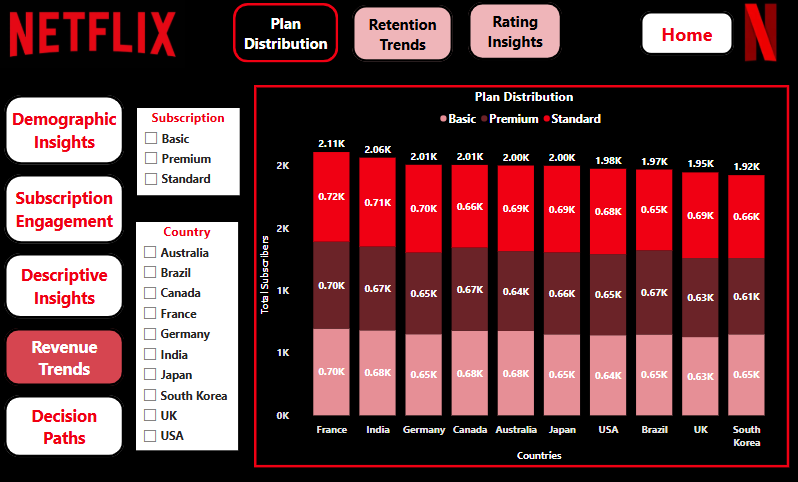 NETFLIX
Plan
Distribution
Retention
Trends
Rating
Insights
Home
N
Demographic
Insights
Subscription
Engagement
Descriptive
Insights
Revenue
Trends
Decision
Paths
Subscription
Basic
Premium
Standard
Country
Australia
Brazil
Canada
France
Germany
India
Japan
South Korea
UK
USA
Plan Distribution
Basic Premium Standard
Total Subscribers
2K
2K
1K
1K
0K
2.11K 2.06K 2.01K 2.01K 2.00K 2.00K 1.98K 1.97K 1.95K 1.92K
0.72K 0.71K 0.70K 0.66K 0.69K 0.69K 0.68K 0.65K 0.69K 0.66K
0.70K 0.67K 0.65K 0.67K 0.64K 0.66K 0.65K 0.67K 0.63K 0.61K
0.70K 0.68K 0.65K 0.68K 0.68K 0.65K 0.64K 0.65K 0.63K 0.65K
France India Germany Canada Australia Japan USA Brazil UK South
Korea
Countries